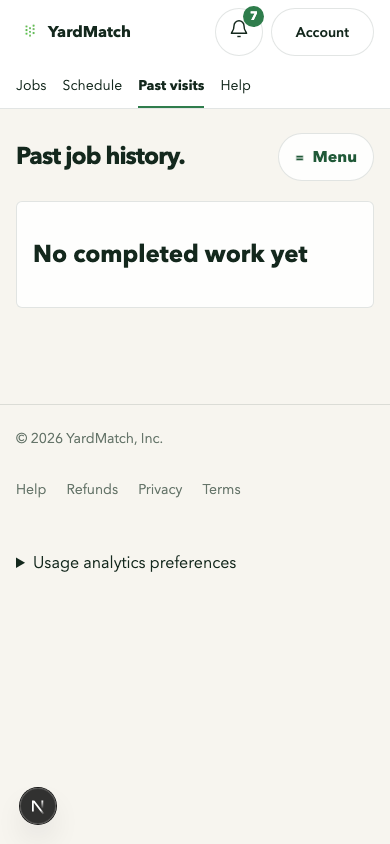 YardMatch
7
Account
Jobs Schedule Past visits Help
Past job history.
= Menu
No completed work yet
© 2026 YardMatch, Inc.
Help Refunds Privacy Terms
▶ Usage analytics preferences
N